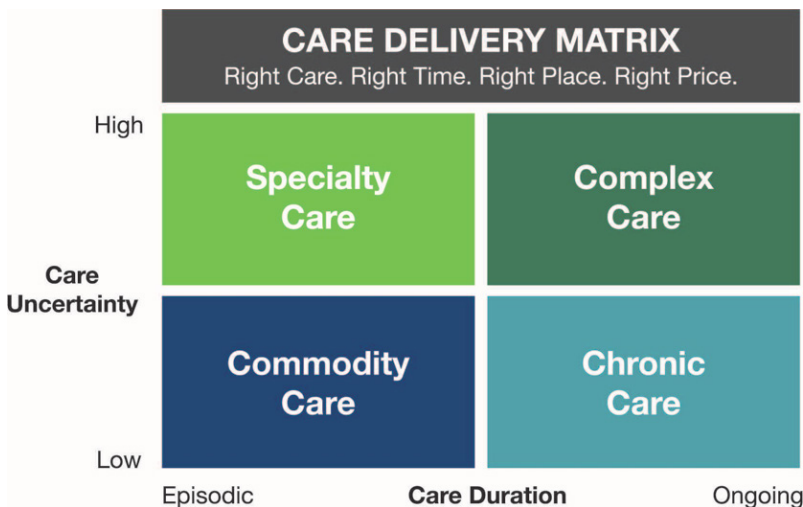 CARE DELIVERY MATRIX
Right Care. Right Time. Right Place. Right Price.
High
Specialty
Care
Complex
Care
Care
Uncertainty
Commodity
Care
Chronic
Care
Low
Episodic
Care Duration
Ongoing